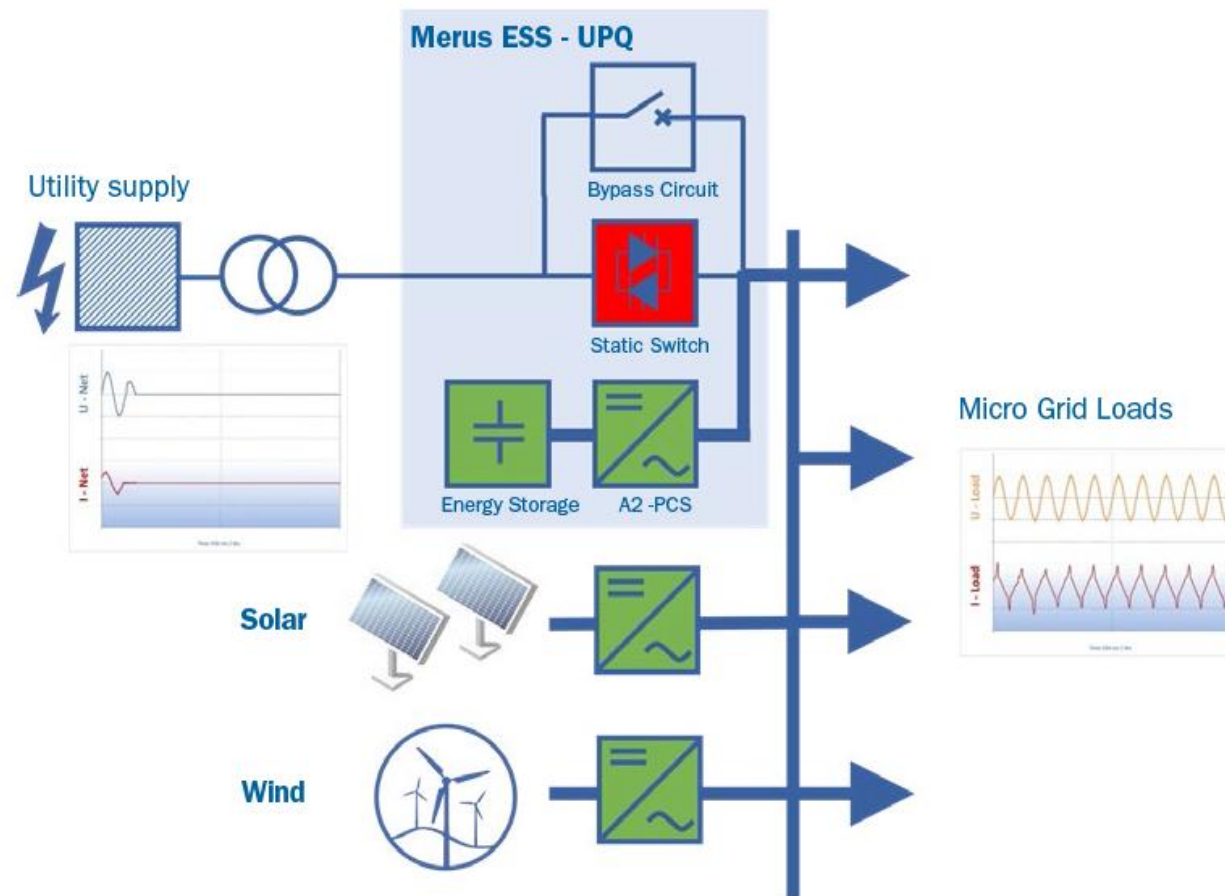 Merus ESS - UPQ
Utility supply
Bypass Circuit
Static Switch
U - Net
I - Net
Energy Storage
A2 -PCS
Micro Grid Loads
U - Load
I - Load
Solar
Wind